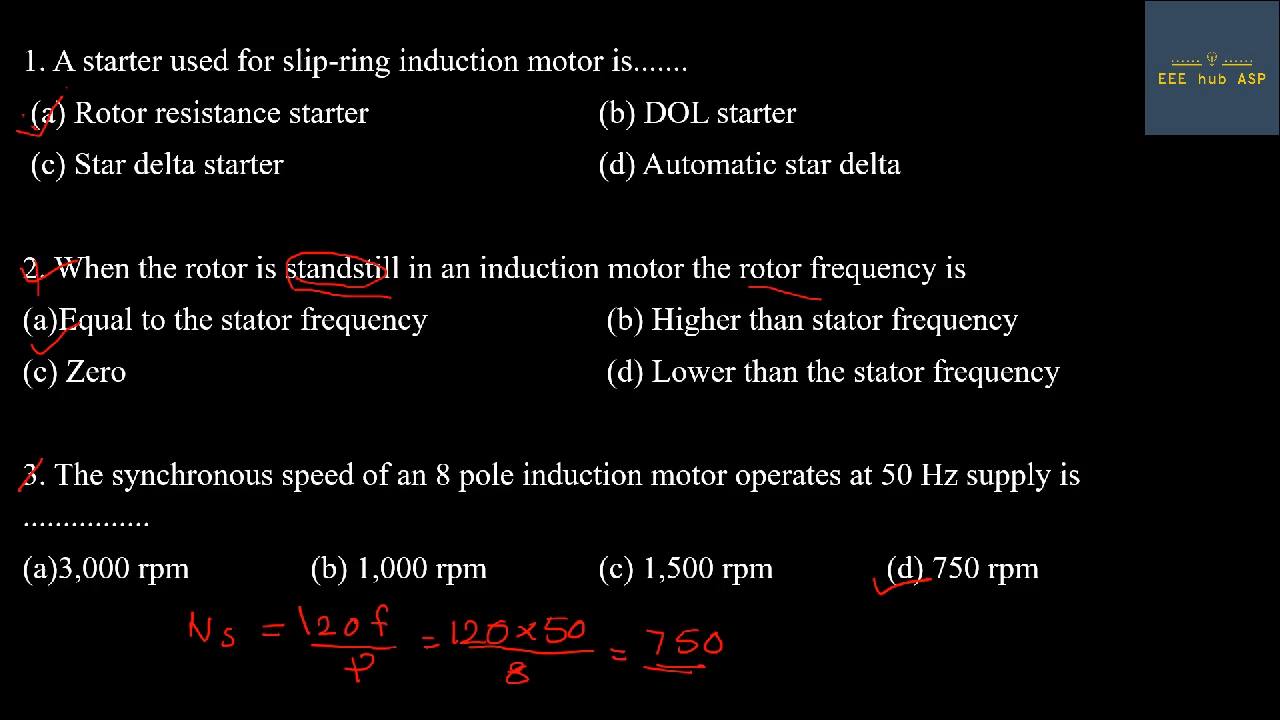 1. A starter used for slip-ring induction motor is.......
(a) Rotor resistance starter (b) DOL starter
(c) Star delta starter (d) Automatic star delta
2. When the rotor is standstill in an induction motor the rotor frequency is
(a)Equal to the stator frequency (b) Higher than stator frequency
(c) Zero (d) Lower than the stator frequency
3. The synchronous speed of an 8 pole induction motor operates at 50 Hz supply is
................
(a)3,000 rpm (b) 1,000 rpm (c) 1,500 rpm (d) 750 rpm
Ns = 120f/P = 120×50/8 = 750
EEE hub ASP